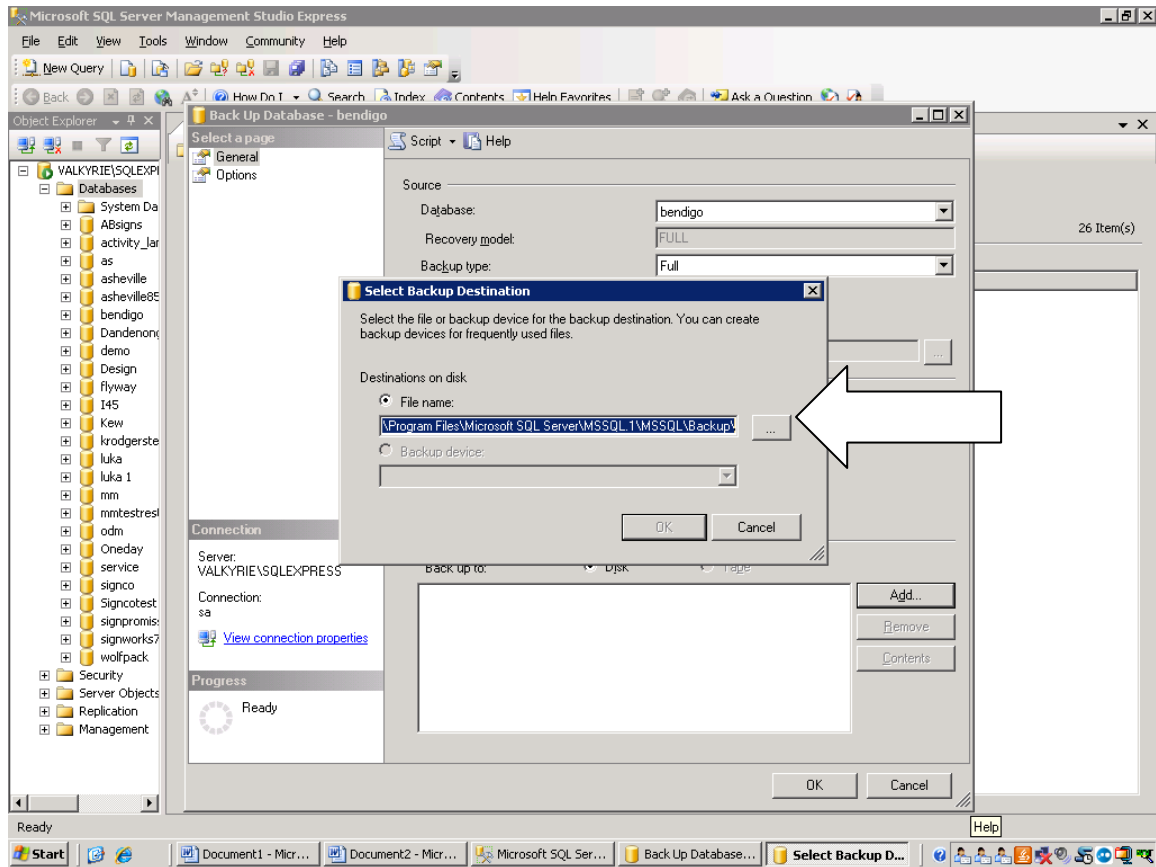 Microsoft SQL Server Management Studio Express
File Edit View Tools Window Community Help
New Query
Back How Do I Search Index Contents Help Favorites Ask a Question
Object Explorer
VALKYRIE\SQLEXP
Databases
System Da
ABsigns
activity_lar
as
asheville
asheville85
bendigo
Dandenong
demo
Design
flyway
I45
Kew
krodgerste
luka
luka 1
mm
mmtestrest
odm
Oneday
service
signco
Signcotest
signpromis
signworks7
wolfpack
Security
Server Objects
Replication
Management
Back Up Database - bendigo
Select a page
General
Options
Script Help
Source
Database: bendigo
Recovery model: FULL
Backup type: Full
26 Item(s)
Select Backup Destination
Select the file or backup device for the backup destination. You can create
backup devices for frequently used files.
Destinations on disk
File name:
\Program Files\Microsoft SQL Server\MSSQL.1\MSSQL\Backup\
...
Backup device:
OK Cancel
...
Connection
Server:
VALKYRIE\SQLEXPRESS
Connection:
sa
View connection properties
Progress
Ready
Back up to: Disk Tape
Add...
Remove
Contents
OK Cancel
Ready
Help
Start Document1 - Micr... Document2 - Micr... Microsoft SQL Ser... Back Up Database... Select Backup D...